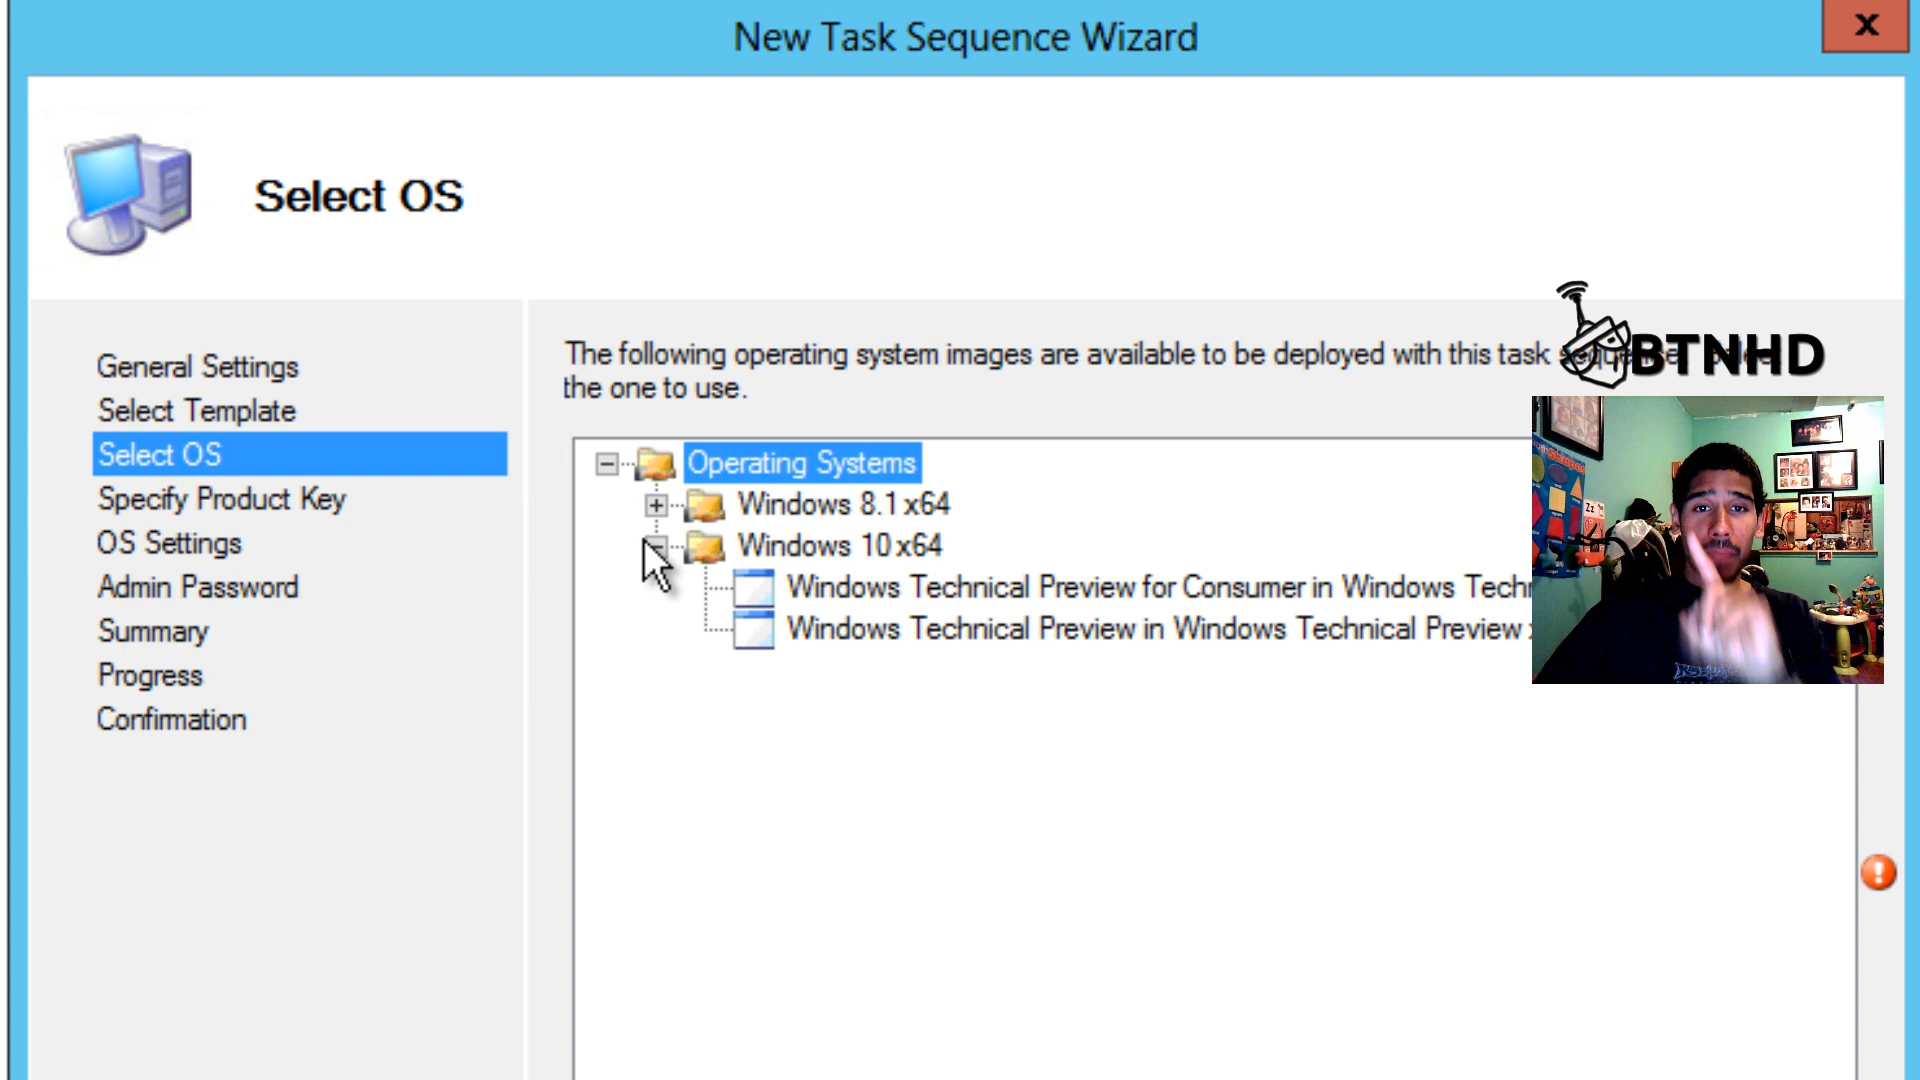 New Task Sequence Wizard
x
Select OS
General Settings
Select Template
Select OS
Specify Product Key
OS Settings
Admin Password
Summary
Progress
Confirmation
The following operating system images are available to be deployed with this task
the one to use.
BTNHD
Operating Systems
Windows 8.1 x64
Windows 10 x64
Windows Technical Preview for Consumer in Windows Techn
Windows Technical Preview in Windows Technical Preview